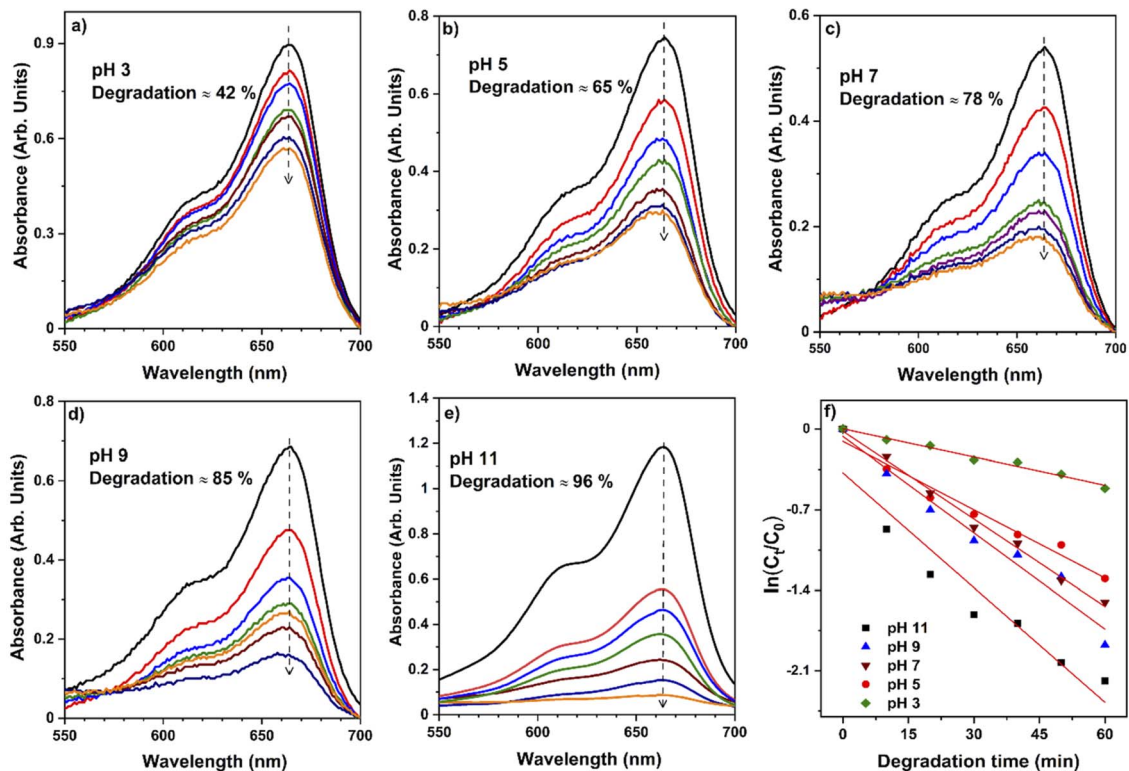 a)
pH 3
Degradation ≈ 42 %
0.9
0.6
0.3
0
550
600
650
700
Wavelength (nm)
Absorbance (Arb. Units)
b)
pH 5
Degradation ≈ 65 %
0.8
0.6
0.4
0.2
0
550
600
650
700
Wavelength (nm)
Absorbance (Arb. Units)
c)
pH 7
Degradation ≈ 78 %
0.6
0.4
0.2
0
550
600
650
700
Wavelength (nm)
Absorbance (Arb. Units)
d)
pH 9
Degradation ≈ 85 %
0.8
0.6
0.4
0.2
0
550
600
650
700
Wavelength (nm)
Absorbance (Arb. Units)
e)
pH 11
Degradation ≈ 96 %
1.4
1.2
1.0
0.8
0.6
0.4
0.2
0
550
600
650
700
Wavelength (nm)
Absorbance (Arb. Units)
f)
0
-0.7
-1.4
-2.1
pH 11
pH 9
pH 7
pH 5
pH 3
0
15
30
45
60
Degradation time (min)
ln(Ct/C0)